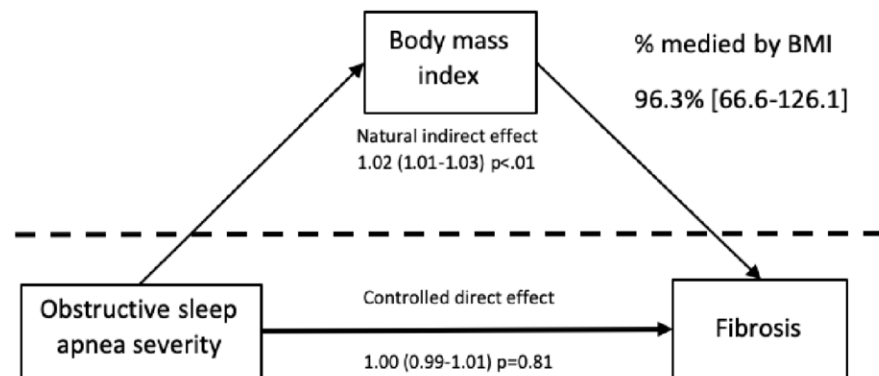 Body mass
index
% medied by BMI
96.3% [66.6-126.1]
Natural indirect effect
1.02 (1.01-1.03) p<.01
Obstructive sleep
apnea severity
Controlled direct effect
1.00 (0.99-1.01) p=0.81
Fibrosis